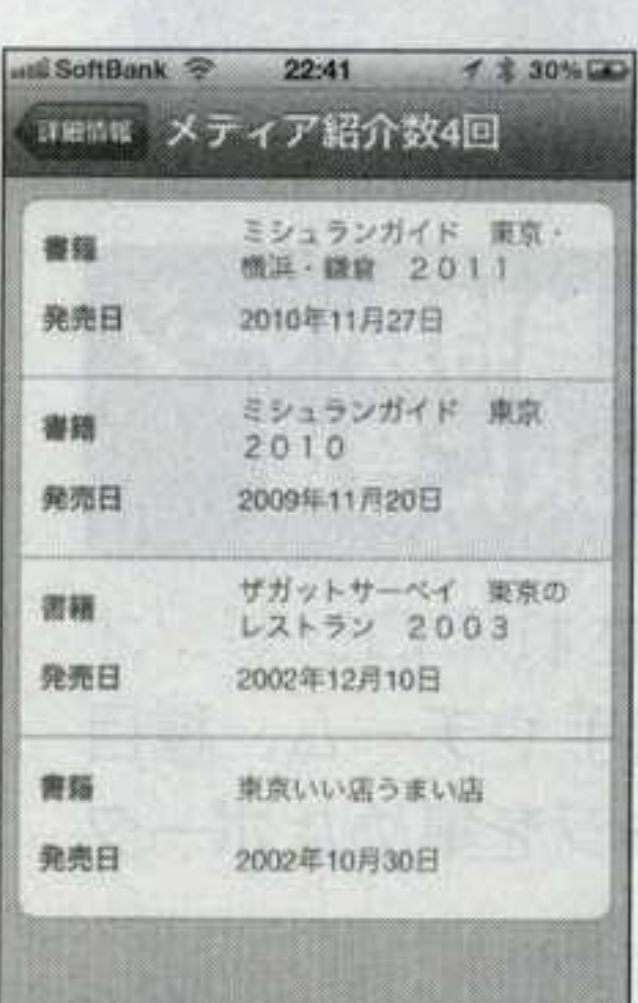 SoftBank 22:41 30%
詳細情報 メディア紹介数4回
書籍 ミシュランガイド 東京・
横浜・鎌倉 2011
発売日 2010年11月27日
書籍 ミシュランガイド 東京
2010
発売日 2009年11月20日
書籍 ザガットサーベイ 東京の
レストラン 2003
発売日 2002年12月10日
書籍 東京いい店うまい店
発売日 2002年10月30日